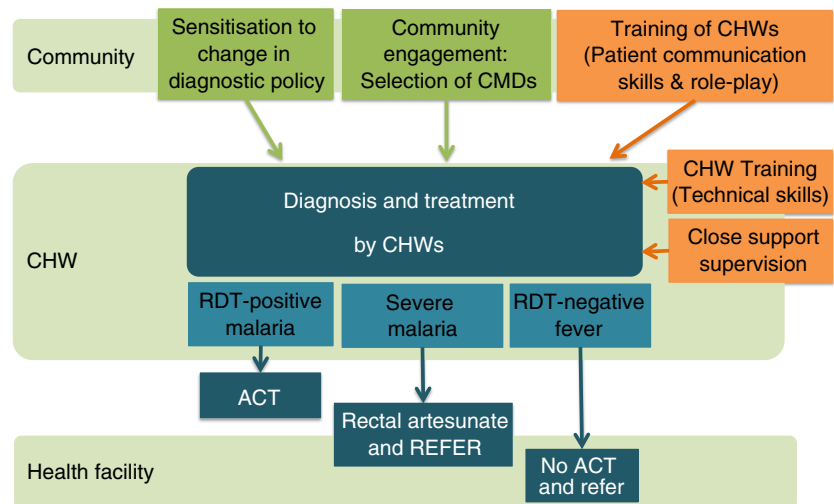 Community
Sensitisation to
change in
diagnostic policy
Community
engagement:
Selection of CMDs
Training of CHWs
(Patient communication
skills & role-play)
CHW
Diagnosis and treatment
by CHWs
CHW Training
(Technical skills)
Close support
supervision
RDT-positive
malaria
Severe
malaria
RDT-negative
fever
ACT
Rectal artesunate
and REFER
Health facility
No ACT
and refer